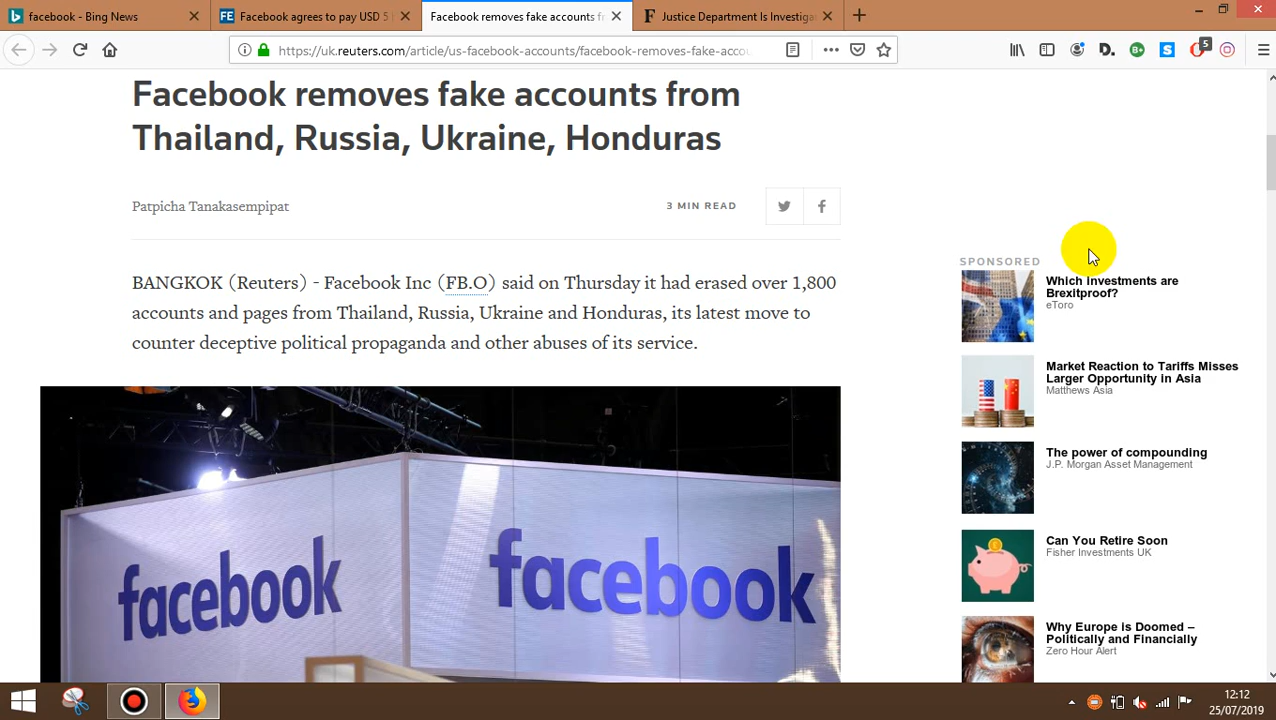 facebook - Bing News
Facebook agrees to pay USD 5
Facebook removes fake accounts f
Justice Department Is Investiga
https://uk.reuters.com/article/us-facebook-accounts/facebook-removes-fake-acco
5
Facebook removes fake accounts from
Thailand, Russia, Ukraine, Honduras
Patpicha Tanakasempipat
3 MIN READ
BANGKOK (Reuters) - Facebook Inc (FB.O) said on Thursday it had erased over 1,800
accounts and pages from Thailand, Russia, Ukraine and Honduras, its latest move to
counter deceptive political propaganda and other abuses of its service.
facebook
facebook
SPONSORED
Which investments are
Brexitproof?
eToro
Market Reaction to Tariffs Misses
Larger Opportunity in Asia
Matthews Asia
The power of compounding
J.P. Morgan Asset Management
Can You Retire Soon
Fisher Investments UK
Why Europe is Doomed –
Politically and Financially
Zero Hour Alert
12:12
25/07/2019